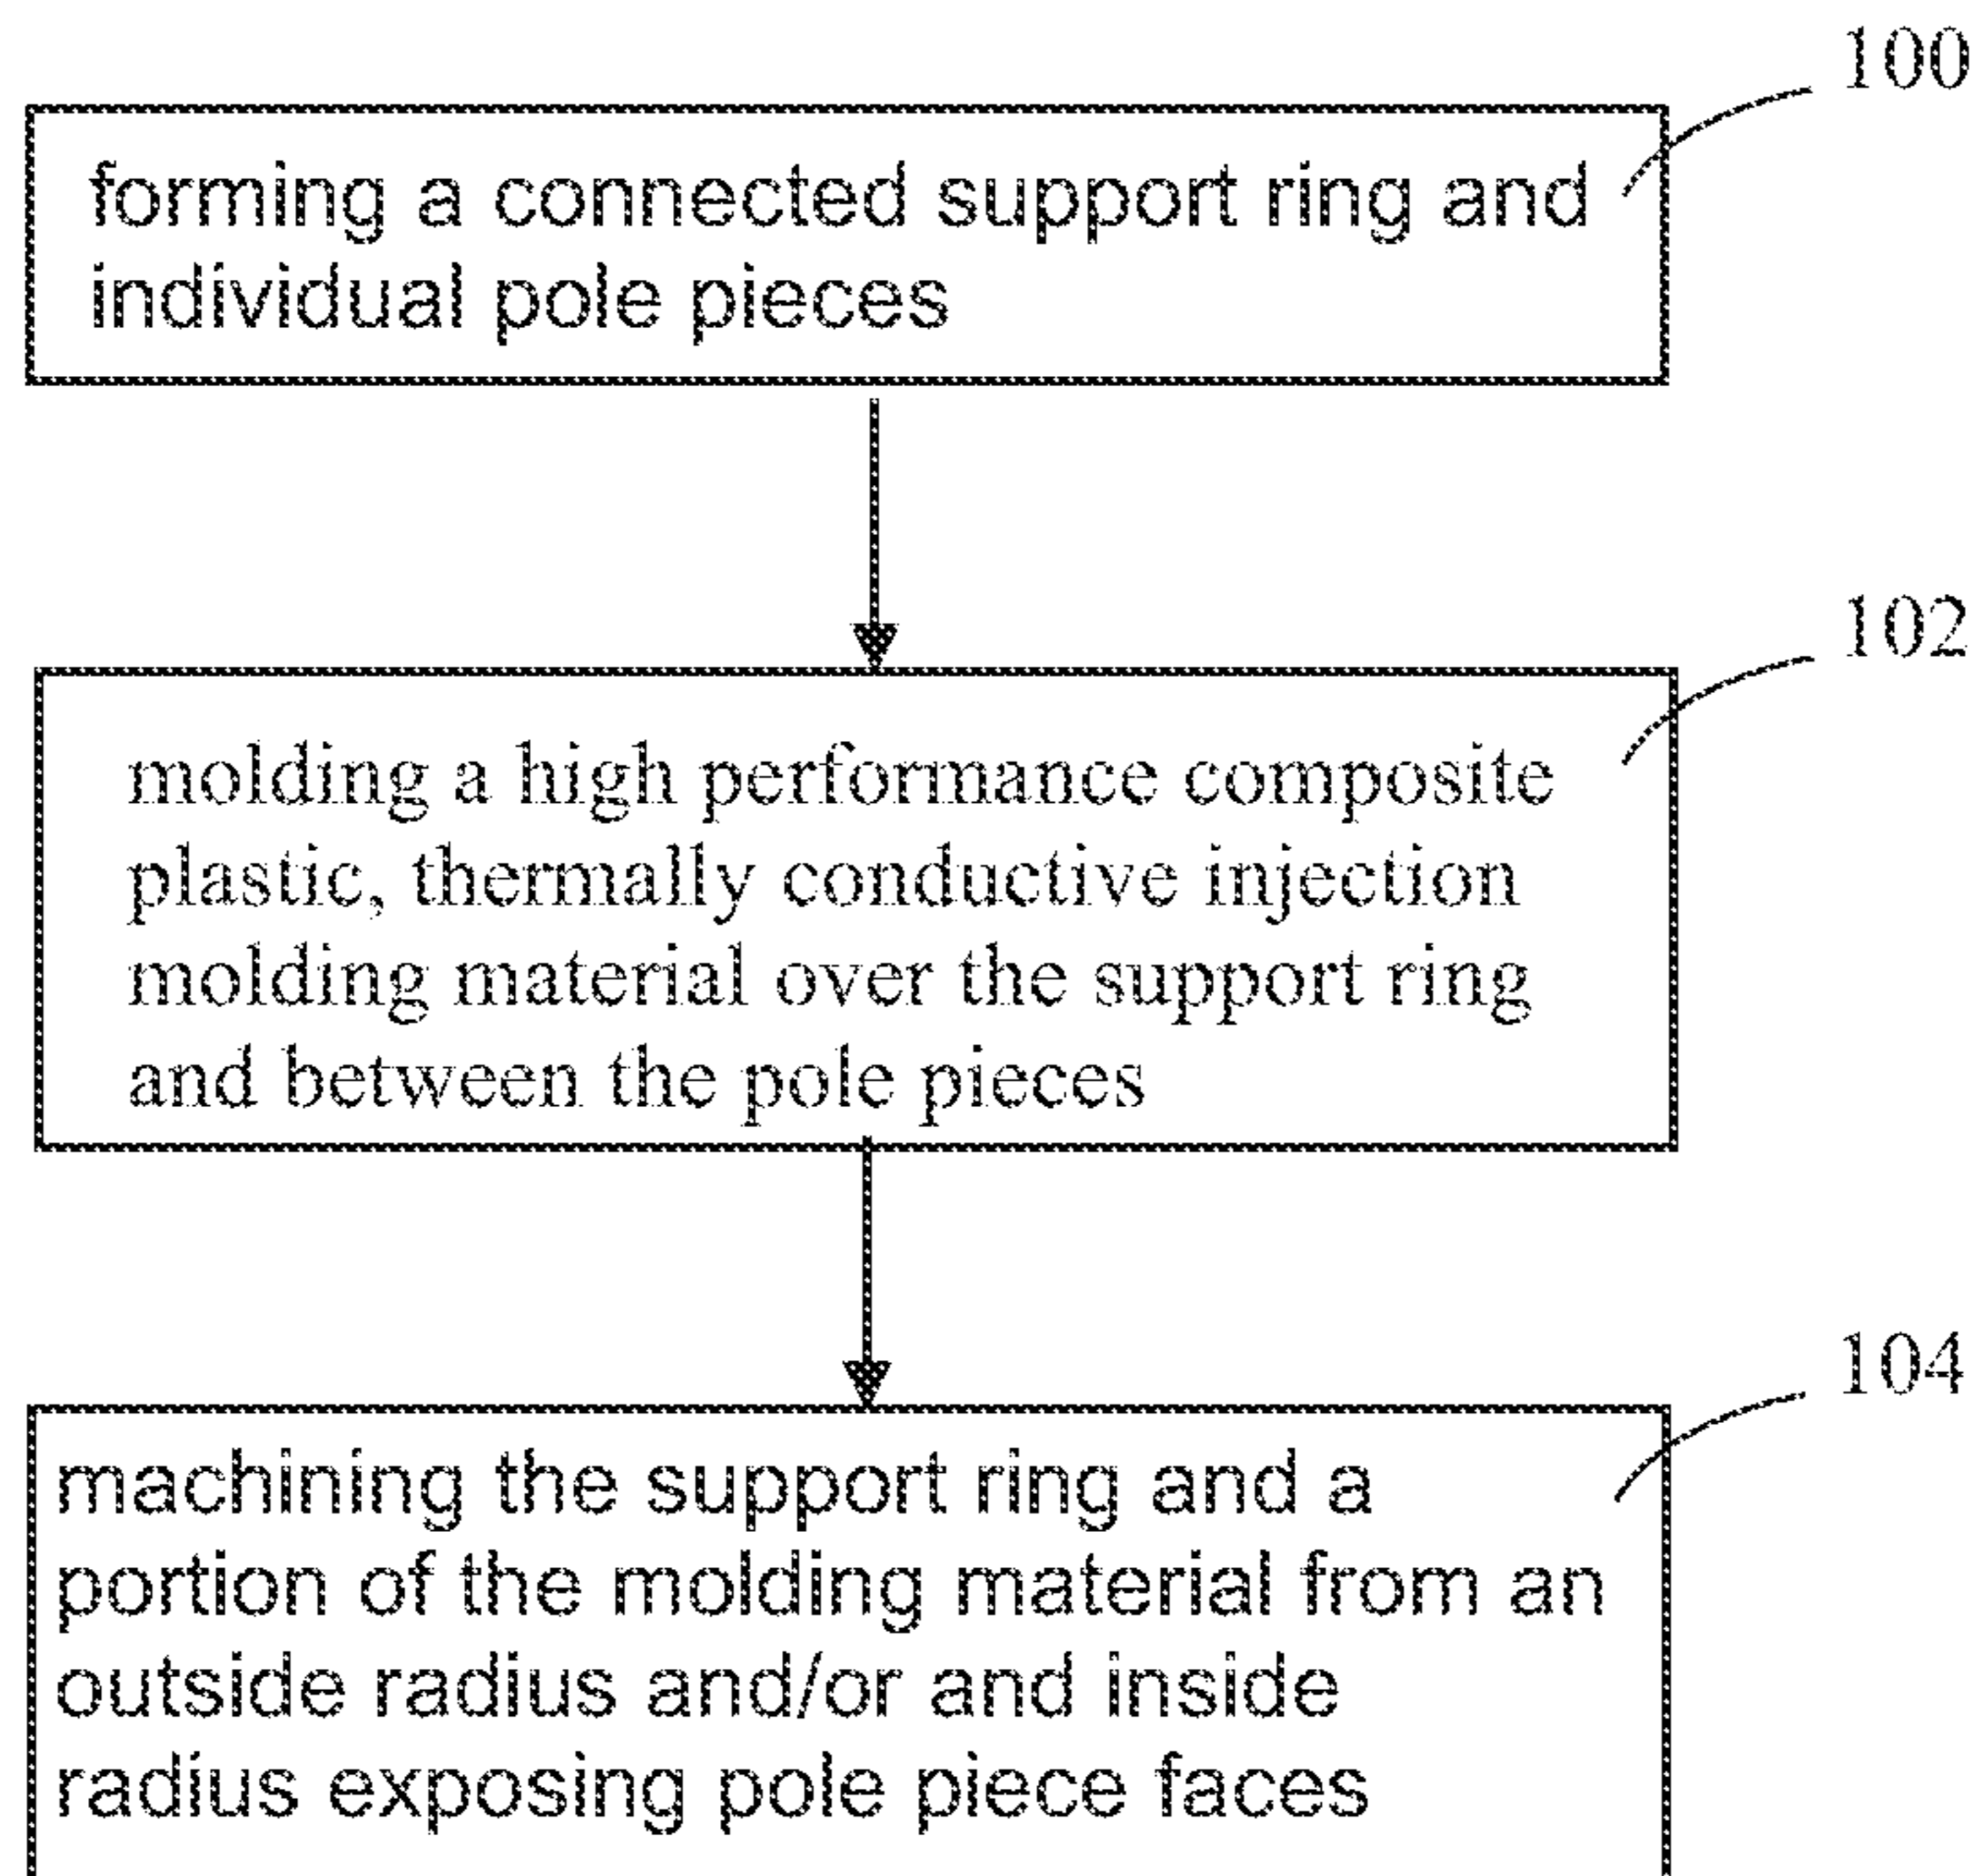 100
forming a connected support ring and
individual pole pieces
102
molding a high performance composite
plastic, thermally conductive injection
molding material over the support ring
and between the pole pieces
104
machining the support ring and a
portion of the molding material from an
outside radius and/or and inside
radius exposing pole piece faces